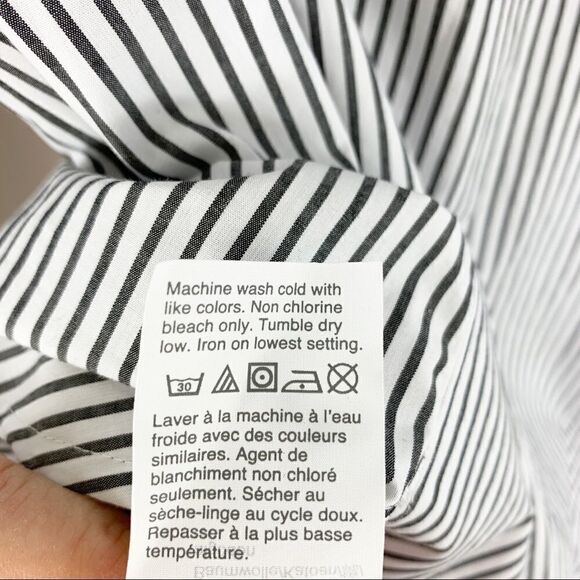 Machine wash cold with
like colors. Non chlorine
bleach only. Tumble dry
low. Iron on lowest setting.
30
Laver à la machine à l'eau
froide avec des couleurs
similaires. Agent de
blanchiment non chloré
seulement. Sécher au
sèche-linge au cycle doux.
Repasser à la plus basse
température.